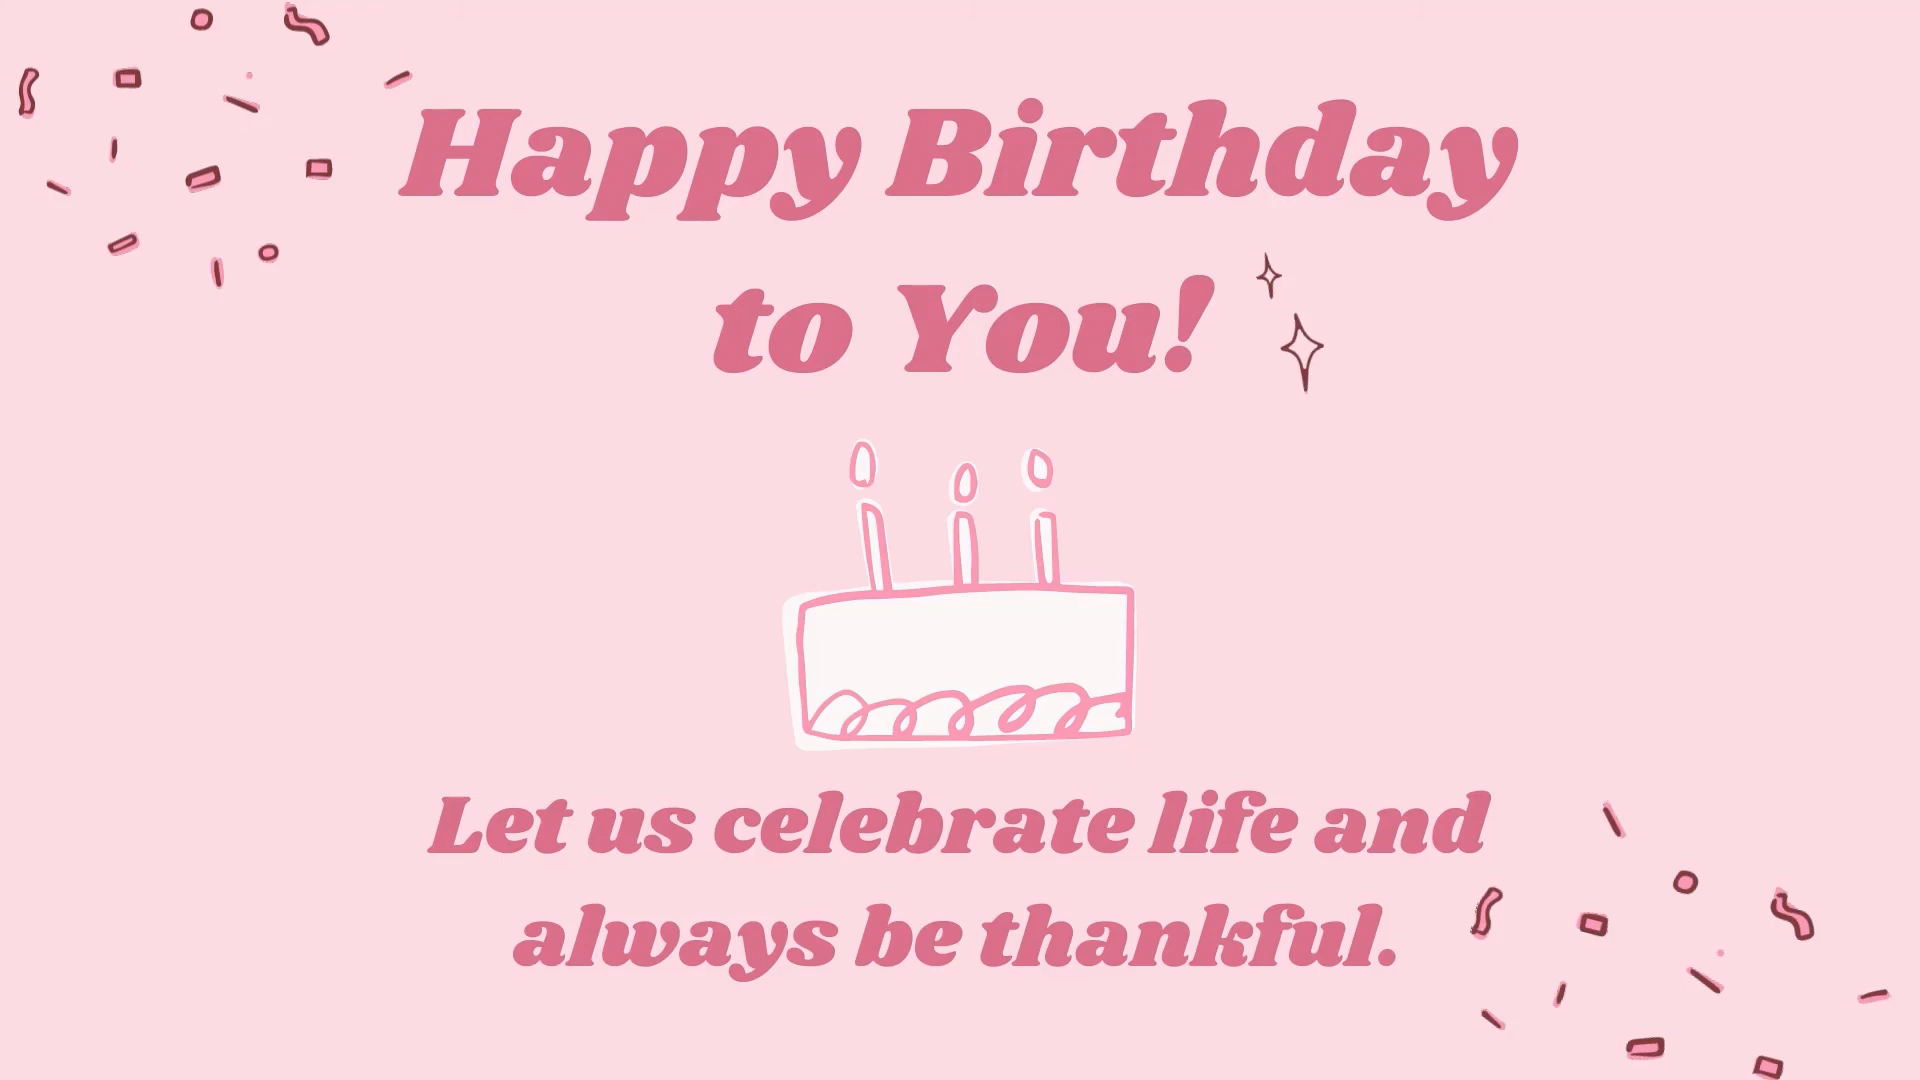 Happy Birthday
to You!
Let us celebrate life and
always be thankful.